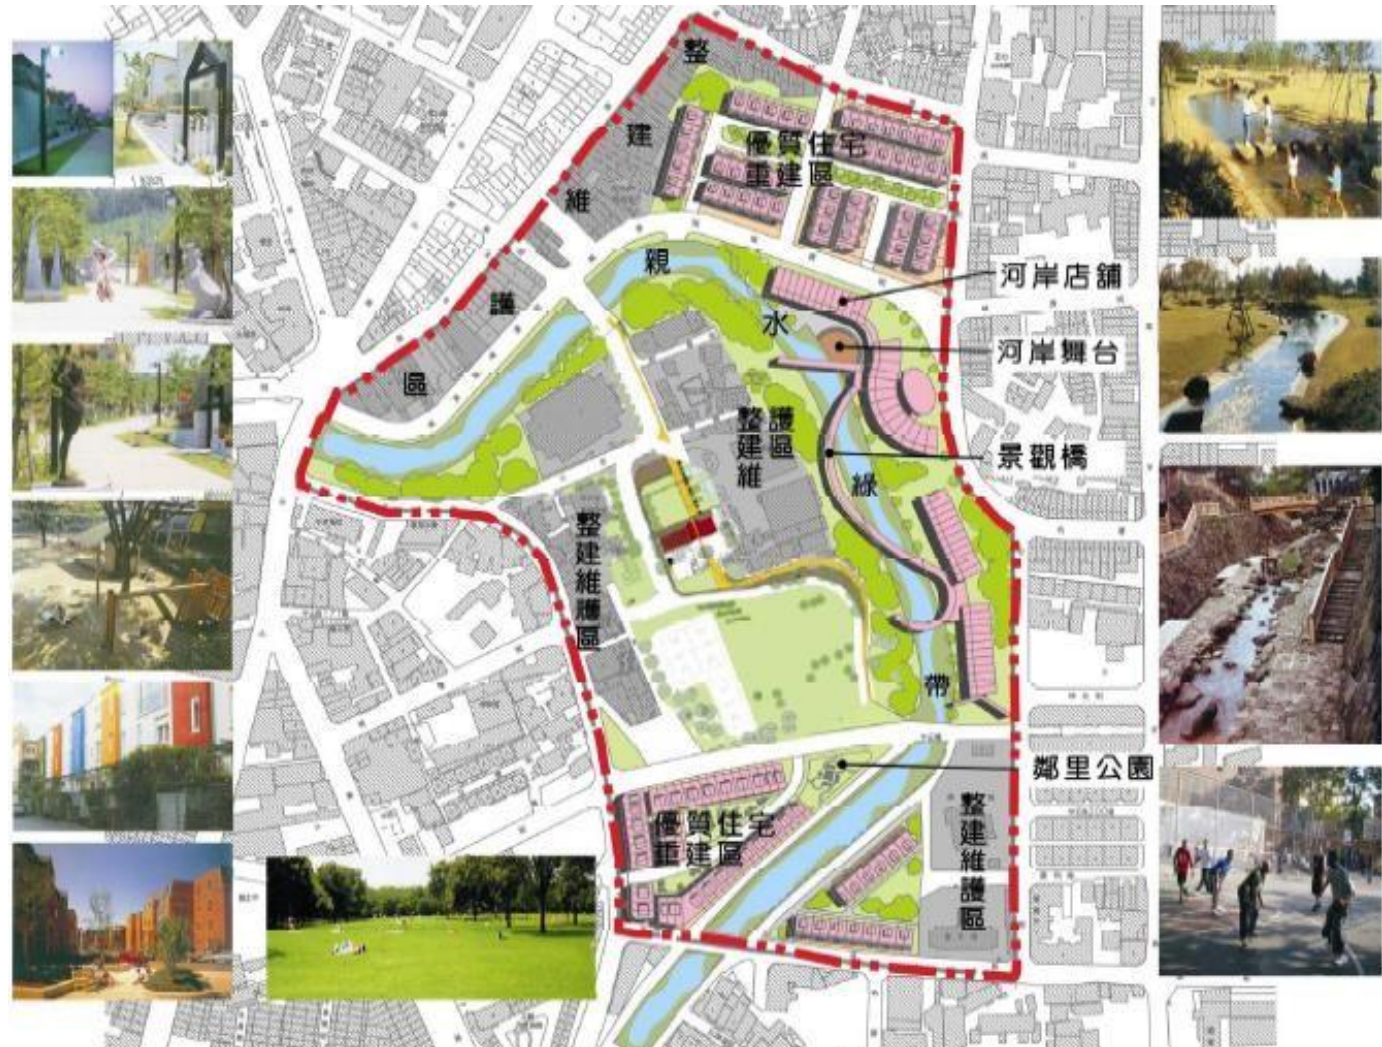 整建維護區
優質住宅
重建區
親水綠帶
河岸店舖
河岸舞台
景觀橋
整建維
護區
整建維護區
鄰里公園
優質住宅
重建區
整建維護區